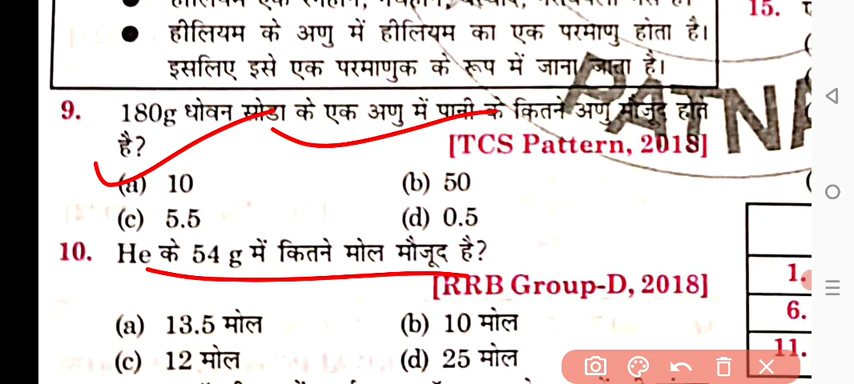 हीलियम के अणु में हीलियम का एक परमाणु होता है।
इसलिए इसे एक परमाणुक के रूप में जाना जाता है।
9. 180g धोवन सोडा के एक अणु में पानी के कितने अणु मौजूद होते
है?
[TCS Pattern, 2018]
(a) 10
(b) 50
(c) 5.5
(d) 0.5
10. He के 54 g में कितने मोल मौजूद है?
[RRB Group-D, 2018]
(a) 13.5 मोल
(b) 10 मोल
(c) 12 मोल
(d) 25 मोल
PATNA
15.
1.
6.
11.